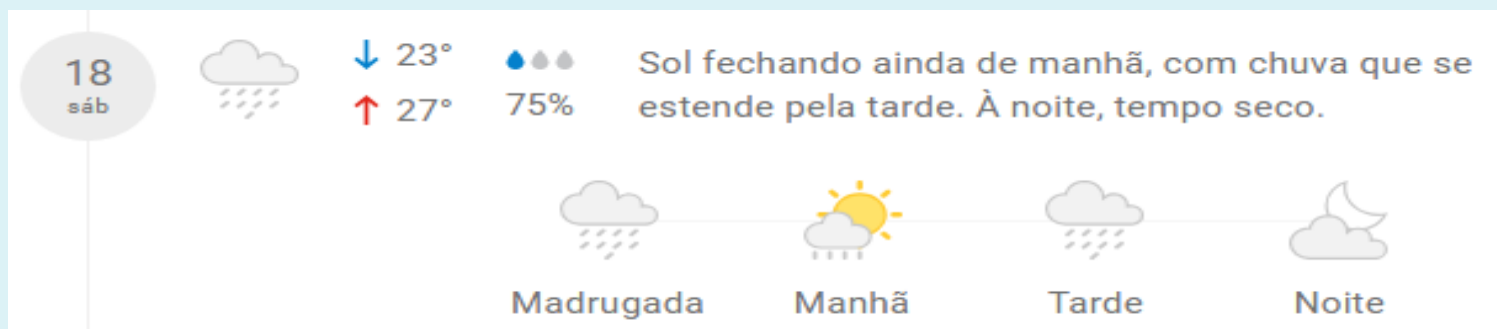 18
sáb
↓ 23°
↑ 27°
75%
Sol fechando ainda de manhã, com chuva que se
estende pela tarde. À noite, tempo seco.
Madrugada Manhã Tarde Noite